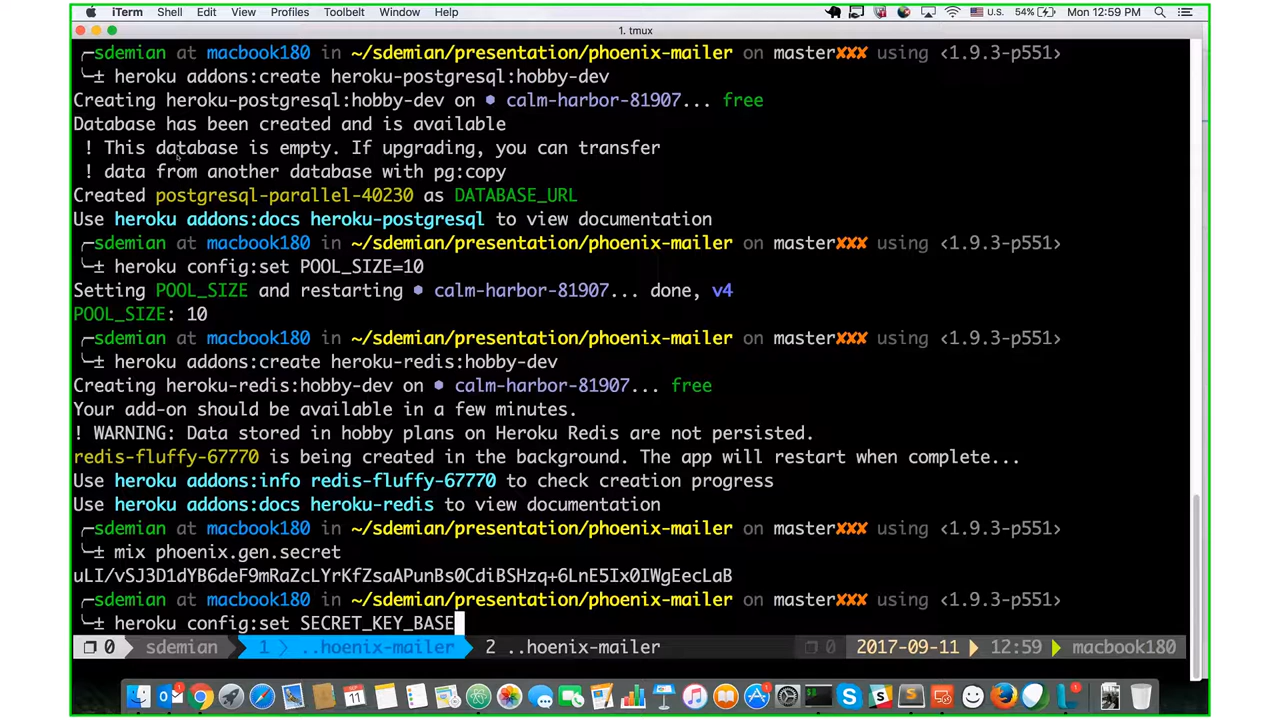 iTerm Shell Edit View Profiles Toolbelt Window Help U.S. 54% Mon 12:59 PM
1. tmux
╭─sdemian at macbook180 in ~/sdemian/presentation/phoenix-mailer on master✘✘✘ using ‹1.9.3-p551›
╰─± heroku addons:create heroku-postgresql:hobby-dev
Creating heroku-postgresql:hobby-dev on ⬢ calm-harbor-81907... free
Database has been created and is available
! This database is empty. If upgrading, you can transfer
! data from another database with pg:copy
Created postgresql-parallel-40230 as DATABASE_URL
Use heroku addons:docs heroku-postgresql to view documentation
╭─sdemian at macbook180 in ~/sdemian/presentation/phoenix-mailer on master✘✘✘ using ‹1.9.3-p551›
╰─± heroku config:set POOL_SIZE=10
Setting POOL_SIZE and restarting ⬢ calm-harbor-81907... done, v4
POOL_SIZE: 10
╭─sdemian at macbook180 in ~/sdemian/presentation/phoenix-mailer on master✘✘✘ using ‹1.9.3-p551›
╰─± heroku addons:create heroku-redis:hobby-dev
Creating heroku-redis:hobby-dev on ⬢ calm-harbor-81907... free
Your add-on should be available in a few minutes.
! WARNING: Data stored in hobby plans on Heroku Redis are not persisted.
redis-fluffy-67770 is being created in the background. The app will restart when complete...
Use heroku addons:info redis-fluffy-67770 to check creation progress
Use heroku addons:docs heroku-redis to view documentation
╭─sdemian at macbook180 in ~/sdemian/presentation/phoenix-mailer on master✘✘✘ using ‹1.9.3-p551›
╰─± mix phoenix.gen.secret
uLI/vSJ3D1dYB6deF9mRaZcLYrKfZsaAPunBs0CdiBSHzq+6LnE5Ix0IWgEecLaB
╭─sdemian at macbook180 in ~/sdemian/presentation/phoenix-mailer on master✘✘✘ using ‹1.9.3-p551›
╰─± heroku config:set SECRET_KEY_BASE
❐ 0 sdemian 1 ..hoenix-mailer 2 ..hoenix-mailer ❐ 0 2017-09-11 12:59 macbook180